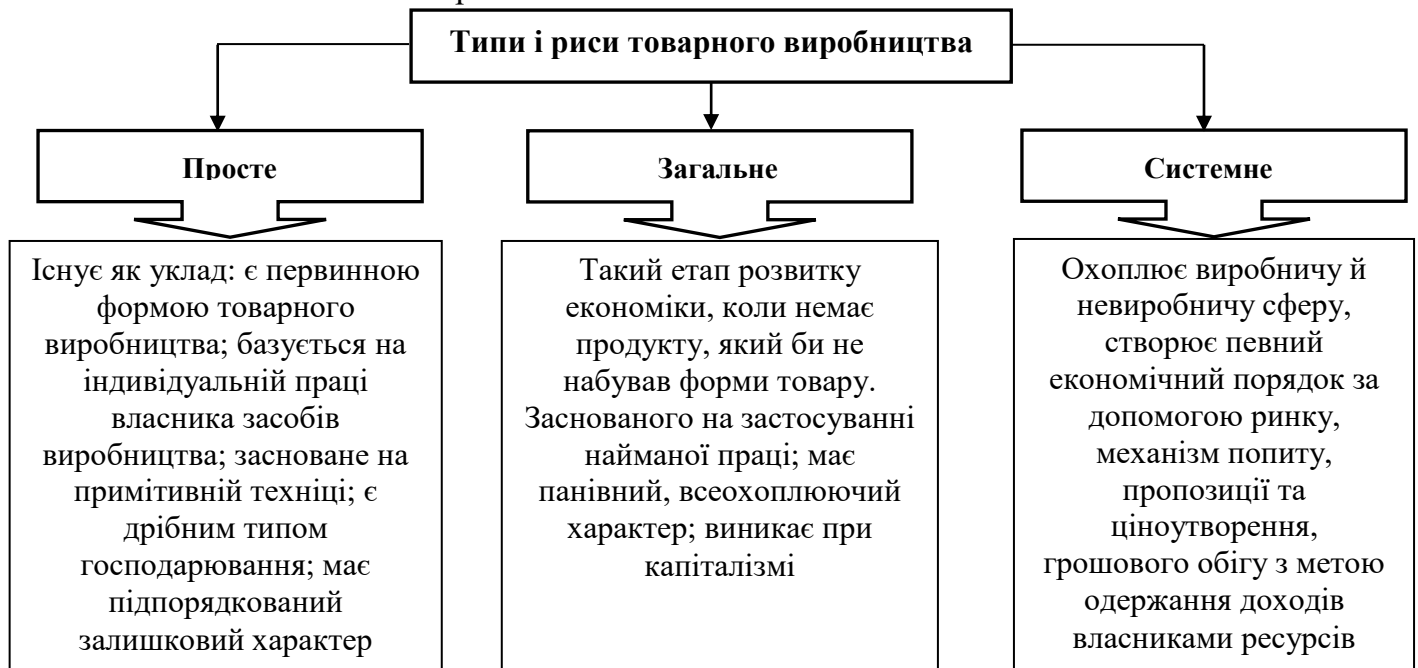 Типи і риси товарного виробництва
Просте
Загальне
Системне
Існує як уклад: є первинною
формою товарного
виробництва; базується на
індивідуальній праці
власника засобів
виробництва; засноване на
примітивній техніці; є
дрібним типом
господарювання; має
підпорядкований
залишковий характер
Такий етап розвитку
економіки, коли немає
продукту, який би не
набував форми товару.
Заснованого на застосуванні
найманої праці; має
панівний, всеохоплюючий
характер; виникає при
капіталізмі
Охоплює виробничу й
невиробничу сферу,
створює певний
економічний порядок за
допомогою ринку,
механізм попиту,
пропозиції та
ціноутворення,
грошового обігу з метою
одержання доходів
власниками ресурсів